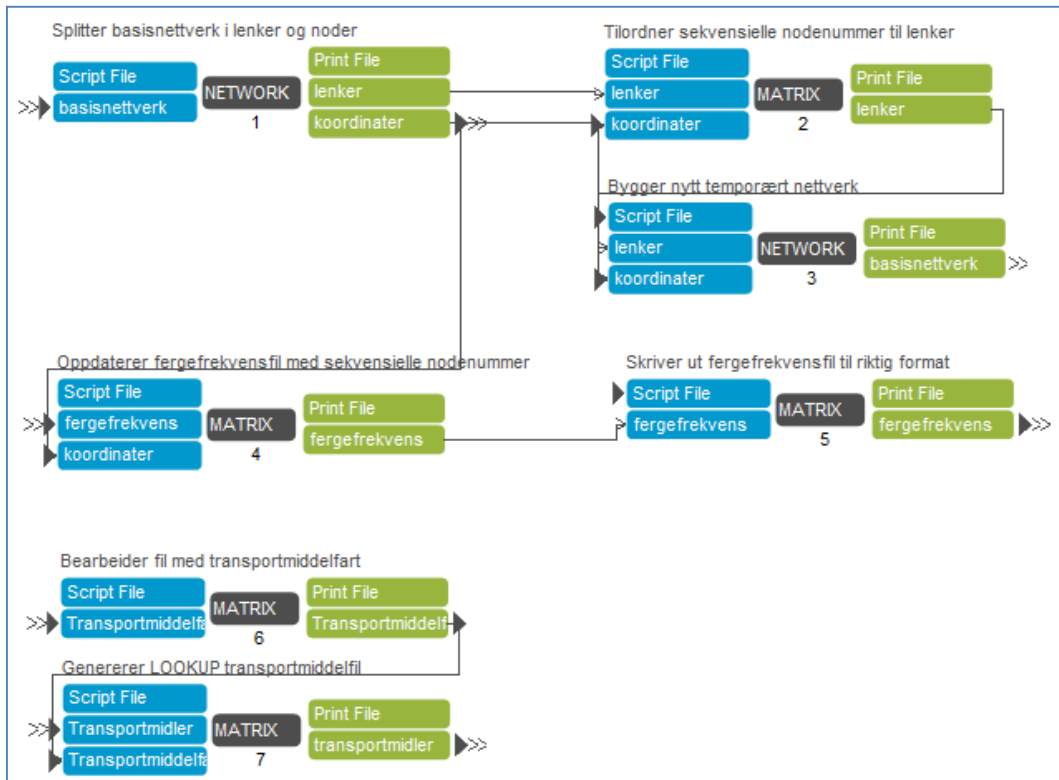 Splitter basisnettverk i lenker og noder
Script File
basisnettverk
NETWORK
1
Print File
lenker
koordinater
Tilordner sekvensielle nodenummer til lenker
Script File
lenker
koordinater
MATRIX
2
Print File
lenker
Bygger nytt temporært nettverk
Script File
lenker
koordinater
NETWORK
3
Print File
basisnettverk
Oppdaterer fergefrekvensfil med sekvensielle nodenummer
Script File
fergefrekvens
koordinater
MATRIX
4
Print File
fergefrekvens
Skriver ut fergefrekvensfil til riktig format
Script File
fergefrekvens
MATRIX
5
Print File
fergefrekvens
Bearbeider fil med transportmiddelfart
Script File
Transportmiddelfa
MATRIX
6
Print File
Transportmiddelf
Genererer LOOKUP transportmiddelfil
Script File
Transportmidler
Transportmiddelfa
MATRIX
7
Print File
transportmidler